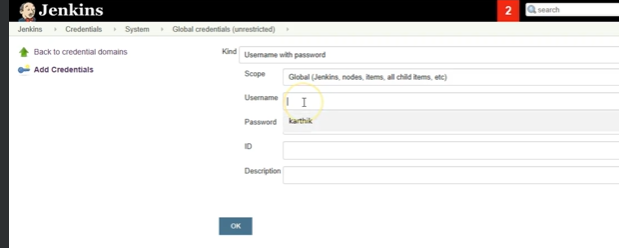 Jenkins
2
search
Jenkins
Credentials
System
Global credentials (unrestricted)
Back to credential domains
Add Credentials
Kind
Username with password
Scope
Global (Jenkins, nodes, items, all child items, etc)
Username
Password
karthik
ID
Description
OK